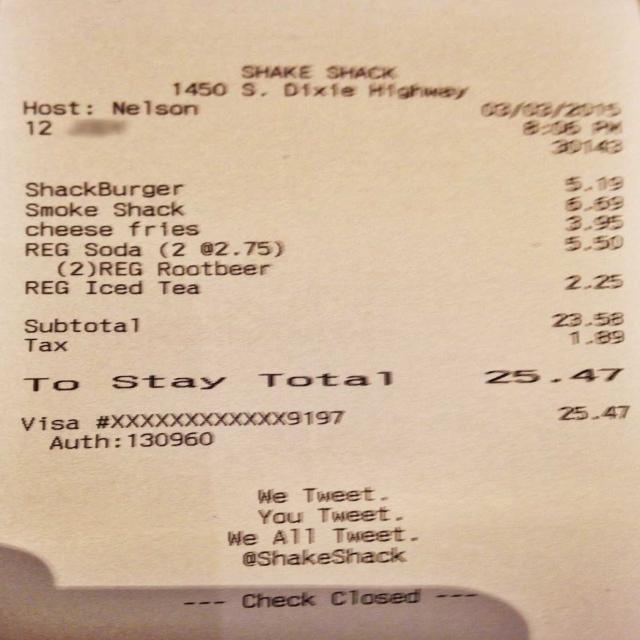 SHAKE SHACK
1450 S. Dixie Highway
Host: Nelson 03/03/2015
12 8:06 PM
30143
ShackBurger 5.19
Smoke Shack 6.69
cheese fries 3.95
REG Soda (2 @2.75) 5.50
(2)REG Rootbeer
REG Iced Tea 2.25
Subtotal 23.58
Tax 1.89
To Stay Total 25.47
Visa #XXXXXXXXXXXX9197 25.47
Auth:130960
We Tweet.
You Tweet.
We All Tweet.
@ShakeShack
--- Check Closed ---